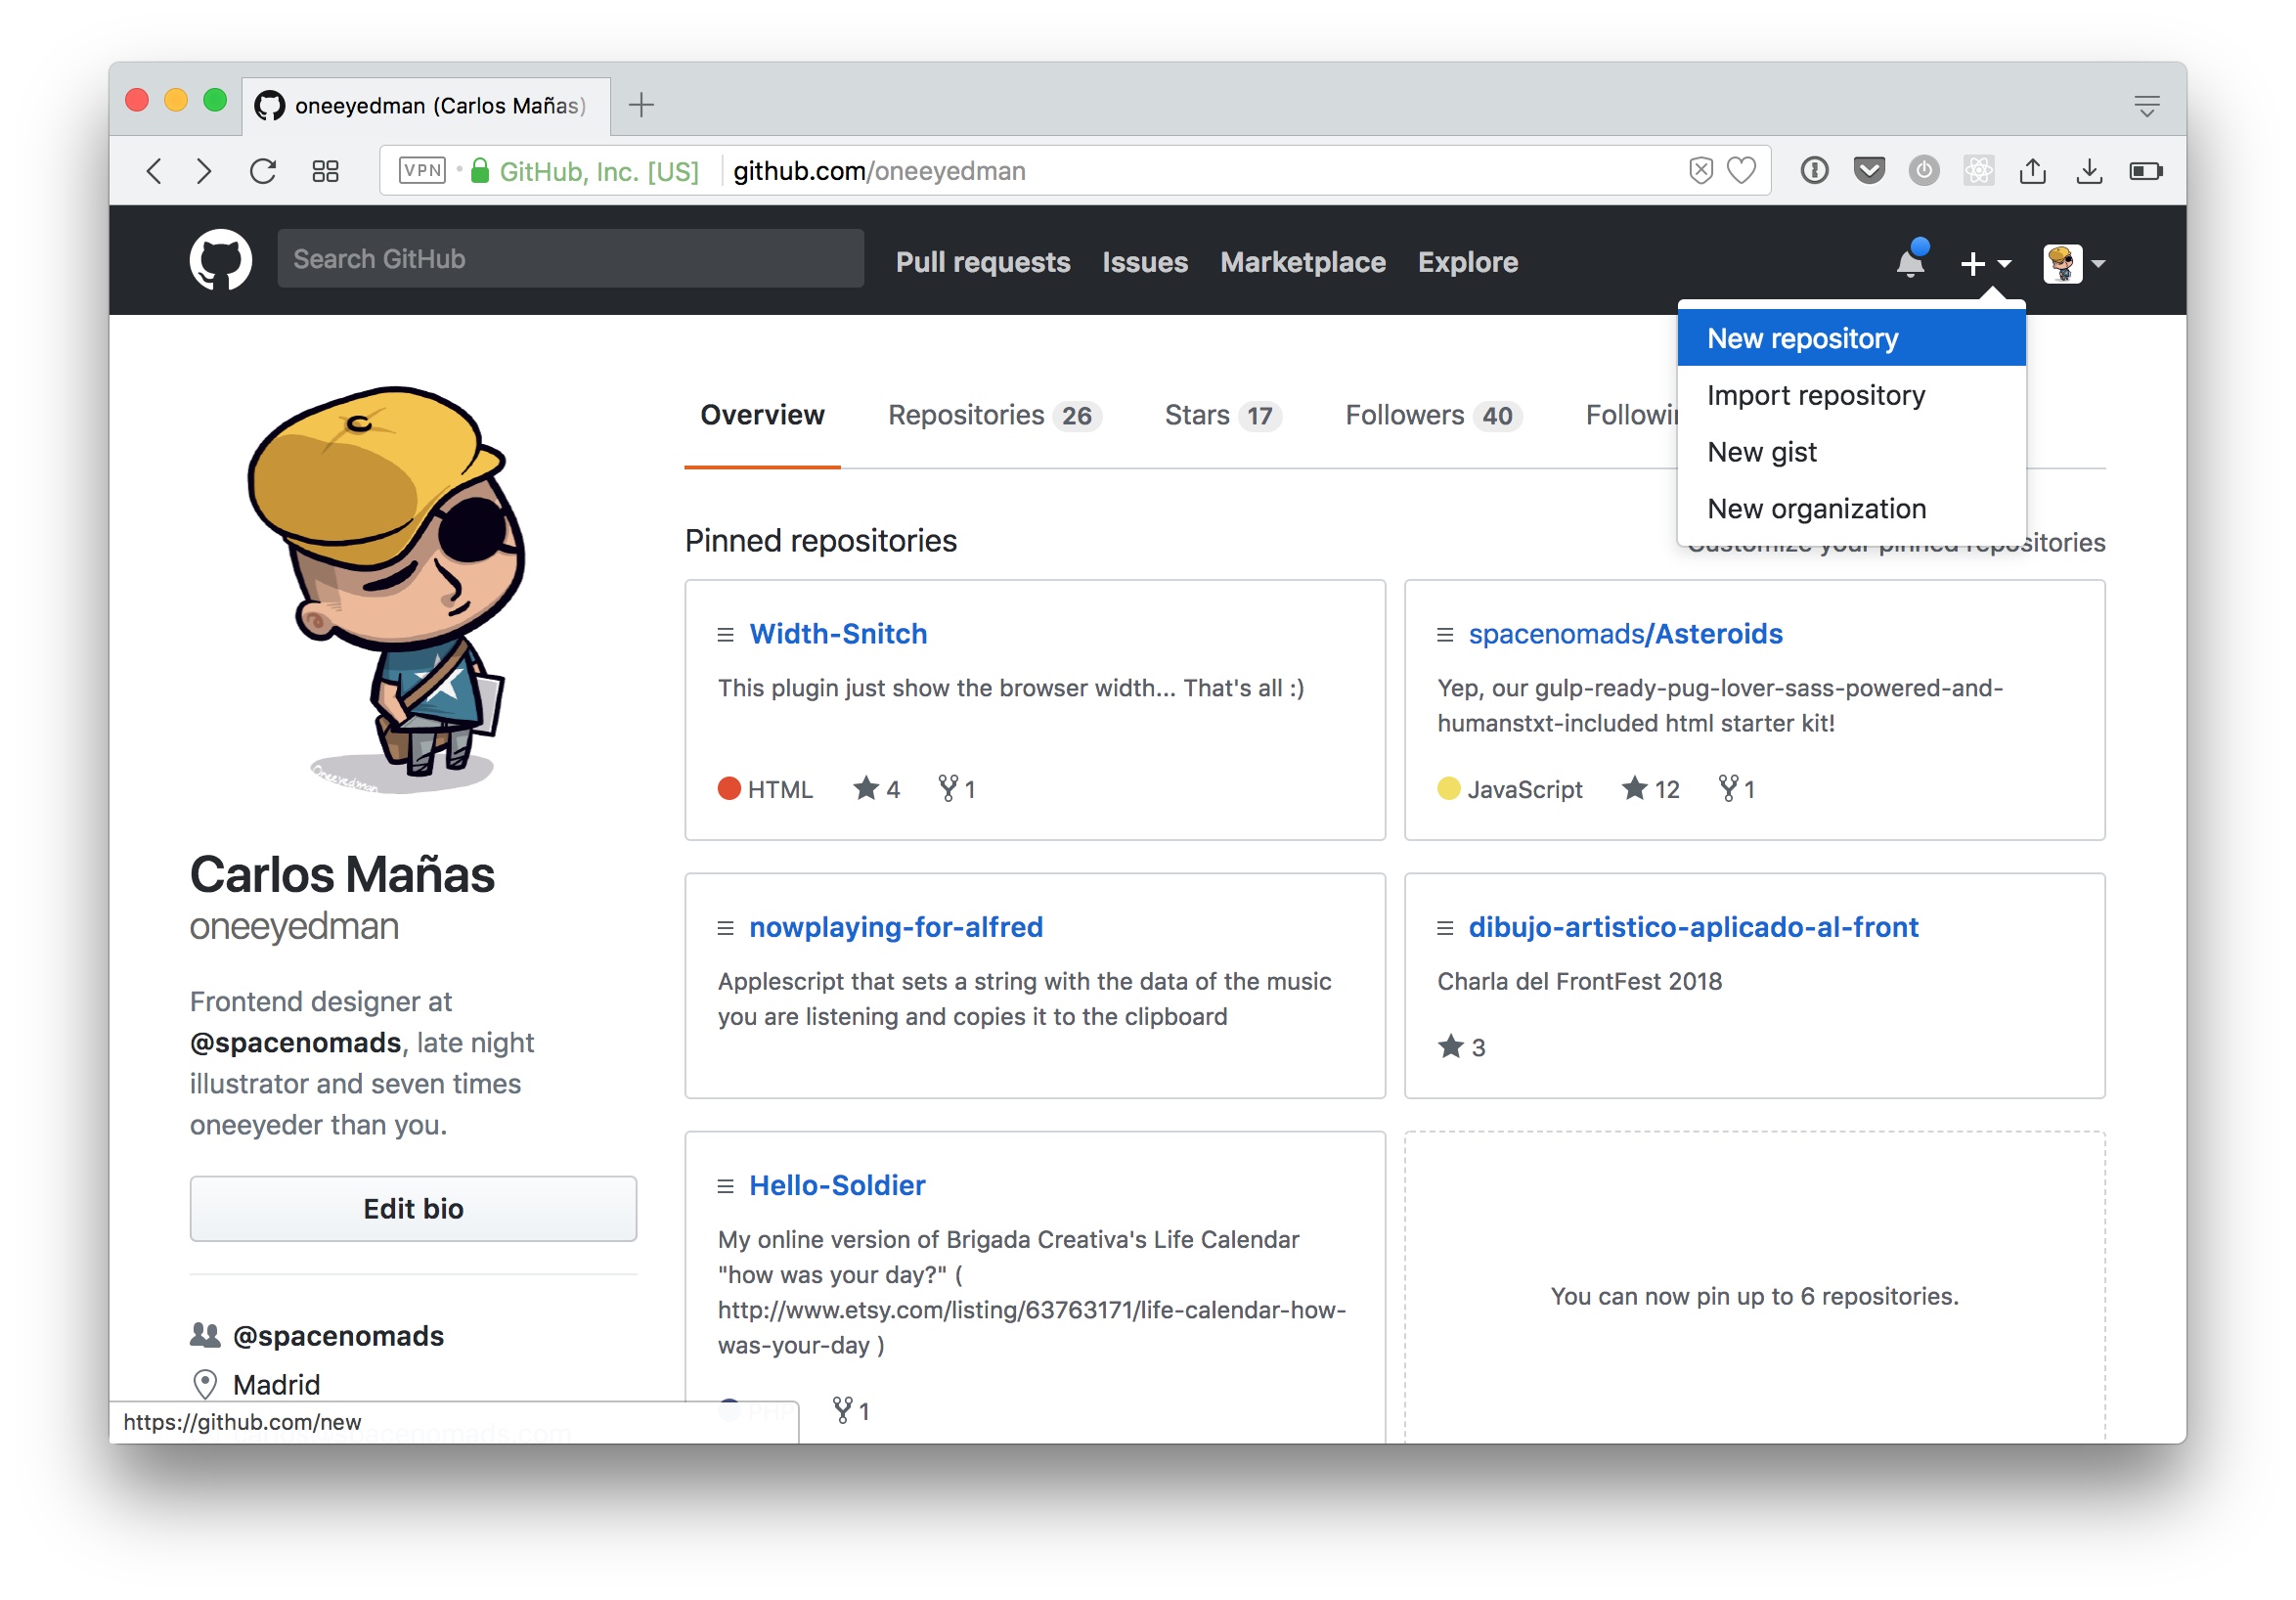 oneeyedman (Carlos Mañas)
VPN GitHub, Inc. [US] github.com/oneeyedman
Search GitHub Pull requests Issues Marketplace Explore
New repository
Import repository
New gist
New organization
Overview Repositories 26 Stars 17 Followers 40
Pinned repositories
Customize your pinned repositories
Width-Snitch
This plugin just show the browser width... That's all :)
HTML 4 1
spacenomads/Asteroids
Yep, our gulp-ready-pug-lover-sass-powered-and-
humanstxt-included html starter kit!
JavaScript 12 1
Oneeyedman
Carlos Mañas
oneeyedman
Frontend designer at
@spacenomads, late night
illustrator and seven times
oneeyeder than you.
Edit bio
@spacenomads
Madrid
nowplaying-for-alfred
Applescript that sets a string with the data of the music
you are listening and copies it to the clipboard
dibujo-artistico-aplicado-al-front
Charla del FrontFest 2018
3
Hello-Soldier
My online version of Brigada Creativa's Life Calendar
"how was your day?" (
http://www.etsy.com/listing/63763171/life-calendar-how-
was-your-day )
PHP 1
You can now pin up to 6 repositories.
https://github.com/new